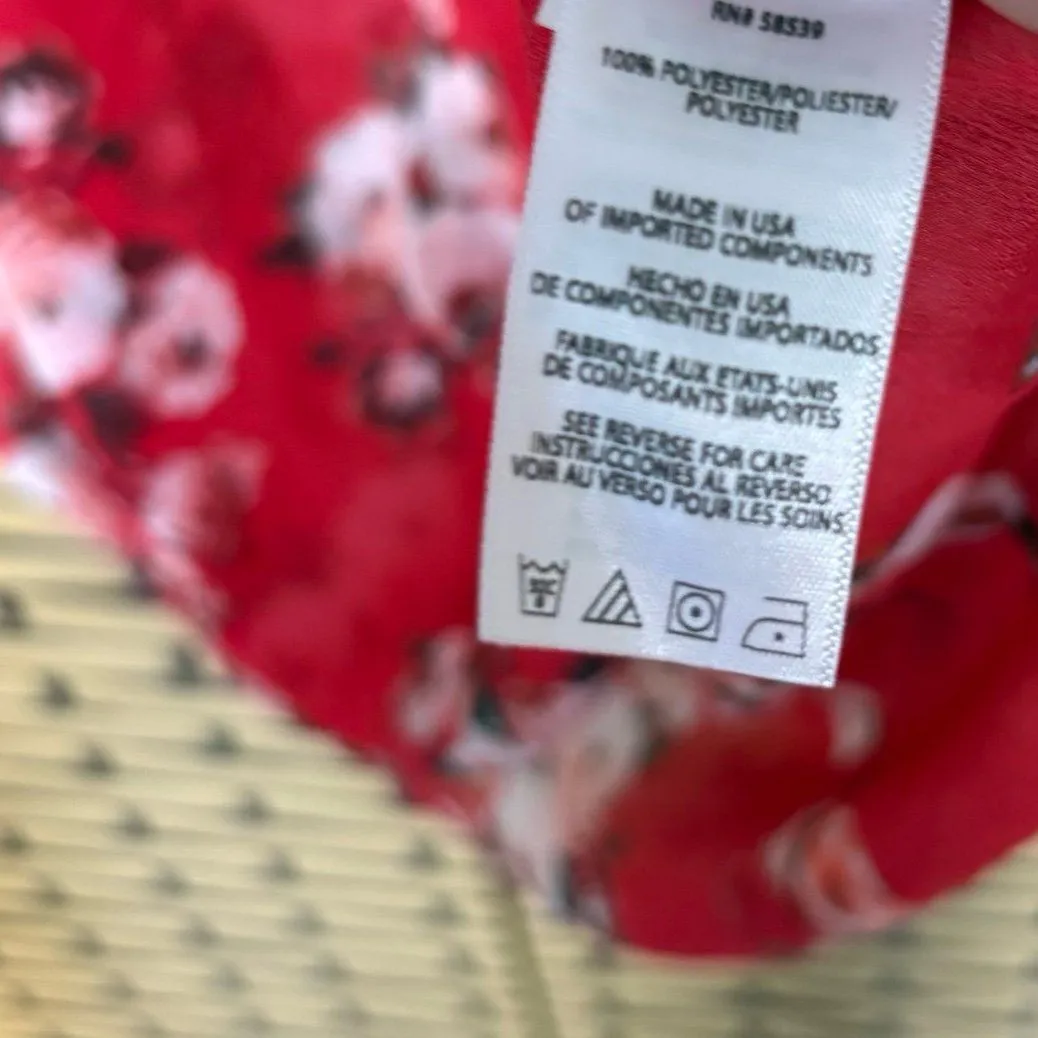 RN# 58539
100% POLYESTER/POLIESTER/
POLYESTER
MADE IN USA
OF IMPORTED COMPONENTS
HECHO EN USA
DE COMPONENTES IMPORTADOS
FABRIQUE AUX ETATS-UNIS
DE COMPOSANTS IMPORTES
SEE REVERSE FOR CARE
INSTRUCCIONES AL REVERSO
VOIR AU VERSO POUR LES SOINS